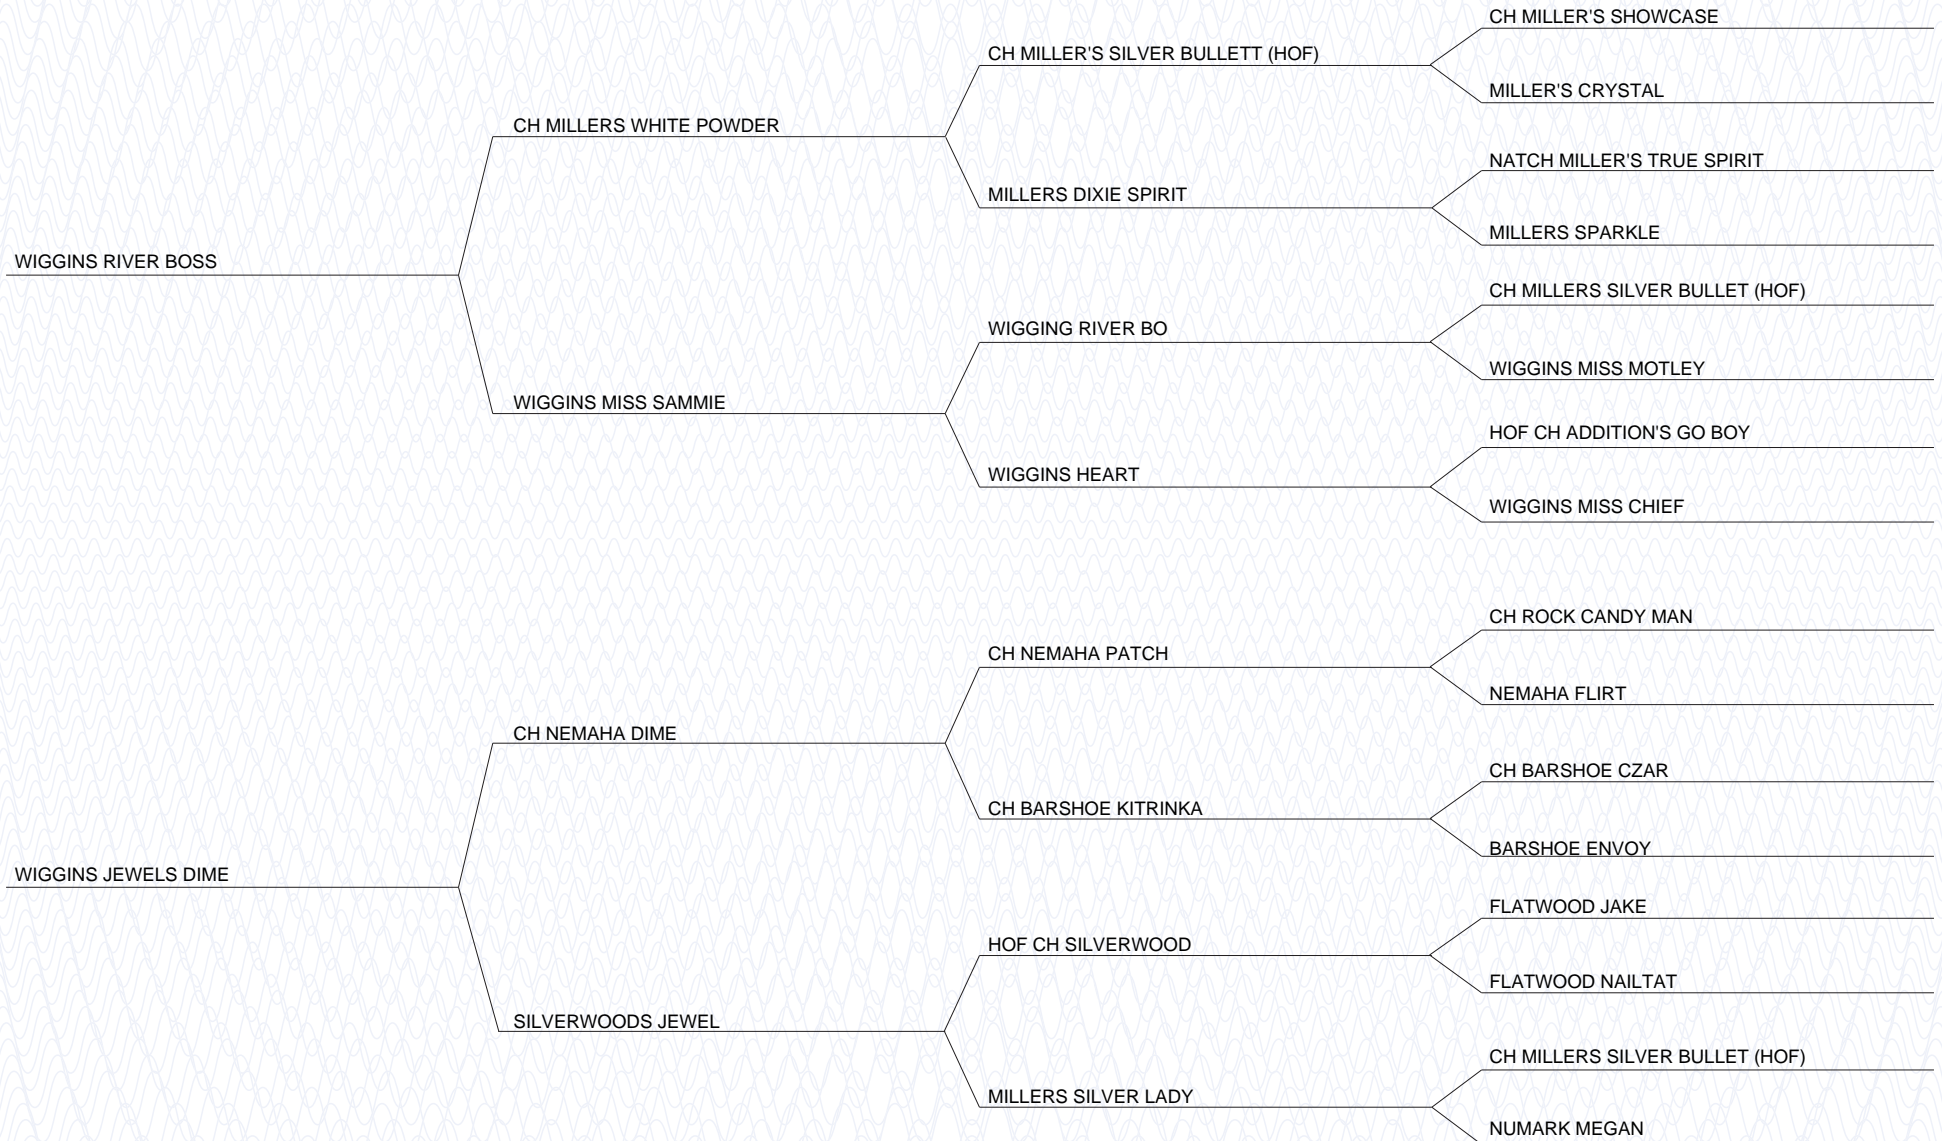 CH MILLER'S SHOWCASE
CH MILLER'S SILVER BULLETT (HOF)
MILLER'S CRYSTAL
CH MILLERS WHITE POWDER
NATCH MILLER'S TRUE SPIRIT
MILLERS DIXIE SPIRIT
MILLERS SPARKLE
WIGGINS RIVER BOSS
CH MILLERS SILVER BULLET (HOF)
WIGGING RIVER BO
WIGGINS MISS MOTLEY
WIGGINS MISS SAMMIE
HOF CH ADDITION'S GO BOY
WIGGINS HEART
WIGGINS MISS CHIEF
CH ROCK CANDY MAN
CH NEMAHA PATCH
NEMAHA FLIRT
CH NEMAHA DIME
CH BARSHOE CZAR
CH BARSHOE KITRINKA
BARSHOE ENVOY
WIGGINS JEWELS DIME
FLATWOOD JAKE
HOF CH SILVERWOOD
FLATWOOD NAILTAT
SILVERWOODS JEWEL
CH MILLERS SILVER BULLET (HOF)
MILLERS SILVER LADY
NUMARK MEGAN